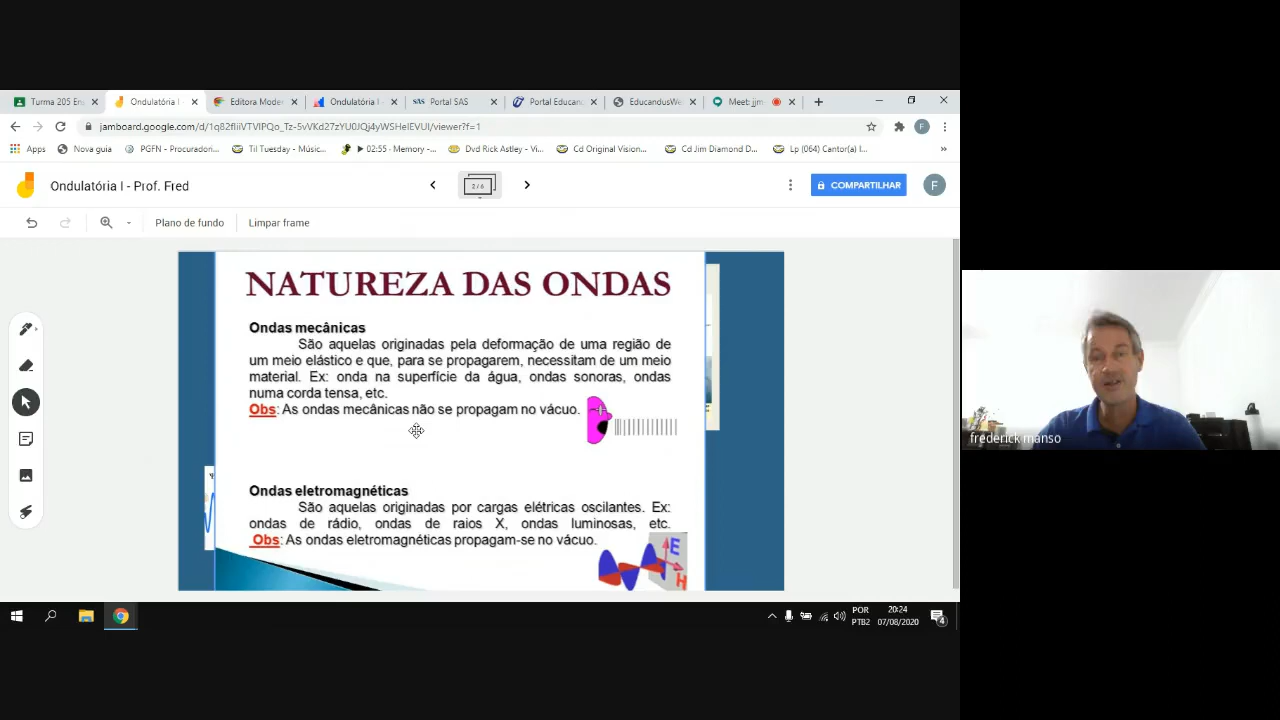 Turma 205 En
Ondulatória I
Editora Mode
Ondulatória I -
SAS Portal SAS
Portal Educan
EducandusWe
Meet: jjm
jamboard.google.com/d/
/viewer?f=1
F
Apps
Nova guia
PGFN - Procuradori...
Til Tuesday - Músic...
▶ 02:55 · Memory -...
Dvd Rick Astley - Vi...
Cd Original Vision...
Cd Jim Diamond D...
Lp (064) Cantor(a) I...
»
Ondulatória I - Prof. Fred
2 / 6
COMPARTILHAR
F
Plano de fundo
Limpar frame
NATUREZA DAS ONDAS
Ondas mecânicas
São aquelas originadas pela deformação de uma região de
um meio elástico e que, para se propagarem, necessitam de um meio
material. Ex: onda na superfície da água, ondas sonoras, ondas
numa corda tensa, etc.
Obs: As ondas mecânicas não se propagam no vácuo.
Ondas eletromagnéticas
São aquelas originadas por cargas elétricas oscilantes. Ex:
ondas de rádio, ondas de raios X, ondas luminosas, etc.
Obs: As ondas eletromagnéticas propagam-se no vácuo.
E
H
frederick manso
POR
PTB2
20:24
07/08/2020
4